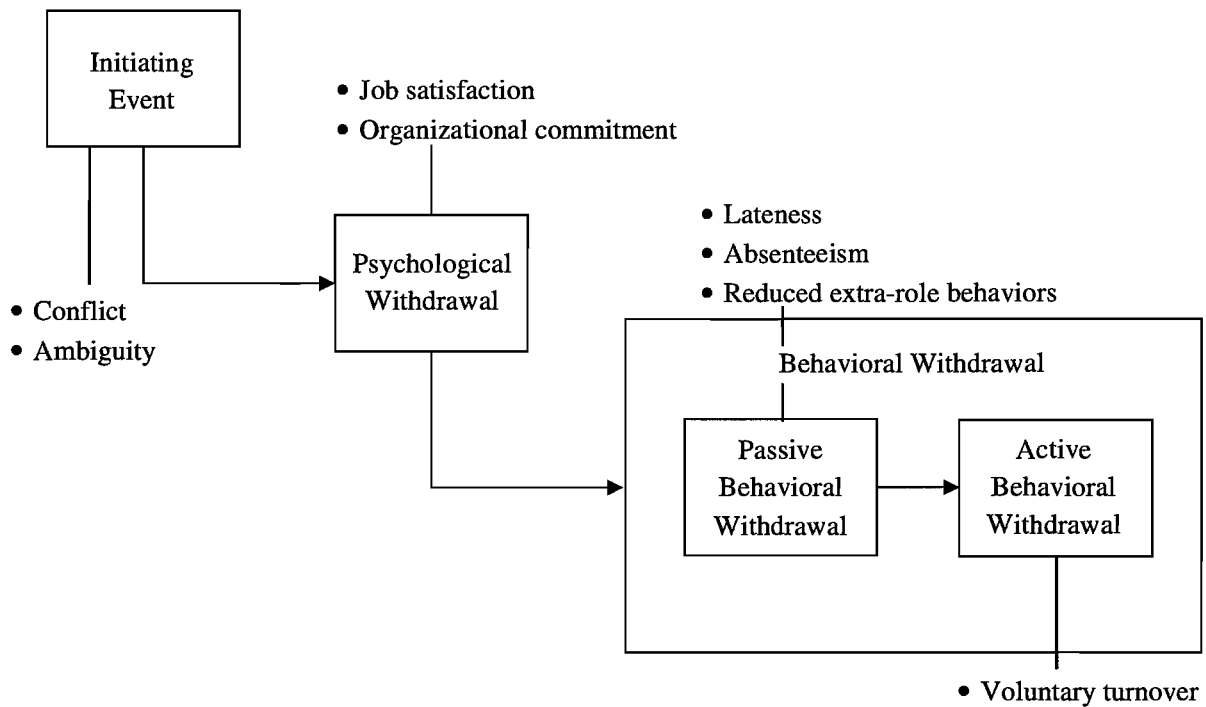 Initiating
Event
• Job satisfaction
• Organizational commitment
• Lateness
• Absenteeism
• Reduced extra-role behaviors
Psychological
Withdrawal
• Conflict
• Ambiguity
Behavioral Withdrawal
Passive
Behavioral
Withdrawal
Active
Behavioral
Withdrawal
• Voluntary turnover